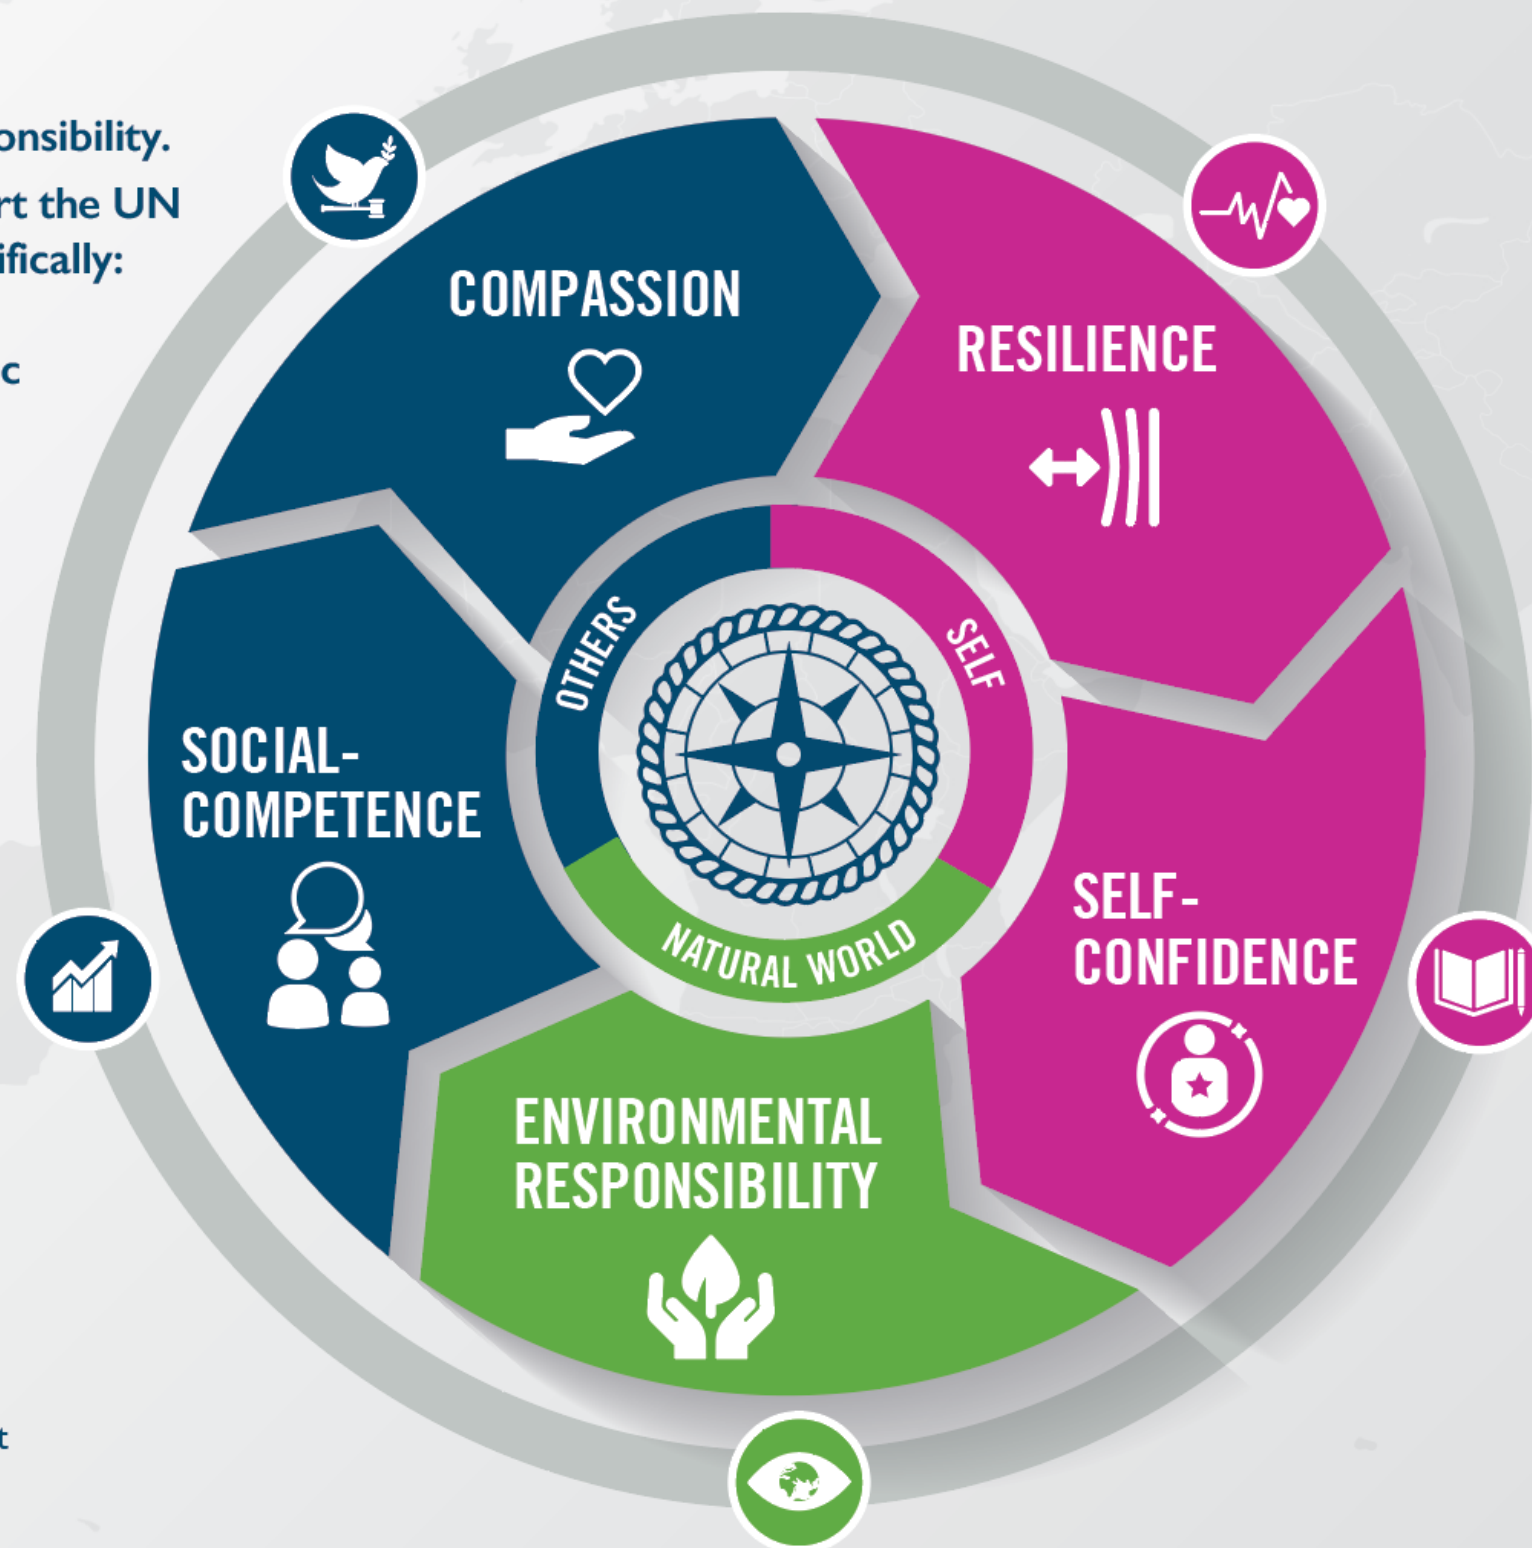 onsibility.
rt the UN
ifically:
c
COMPASSION
RESILIENCE
OTHERS
SELF
SOCIAL-
COMPETENCE
SELF-
CONFIDENCE
NATURAL WORLD
ENVIRONMENTAL
RESPONSIBILITY
t